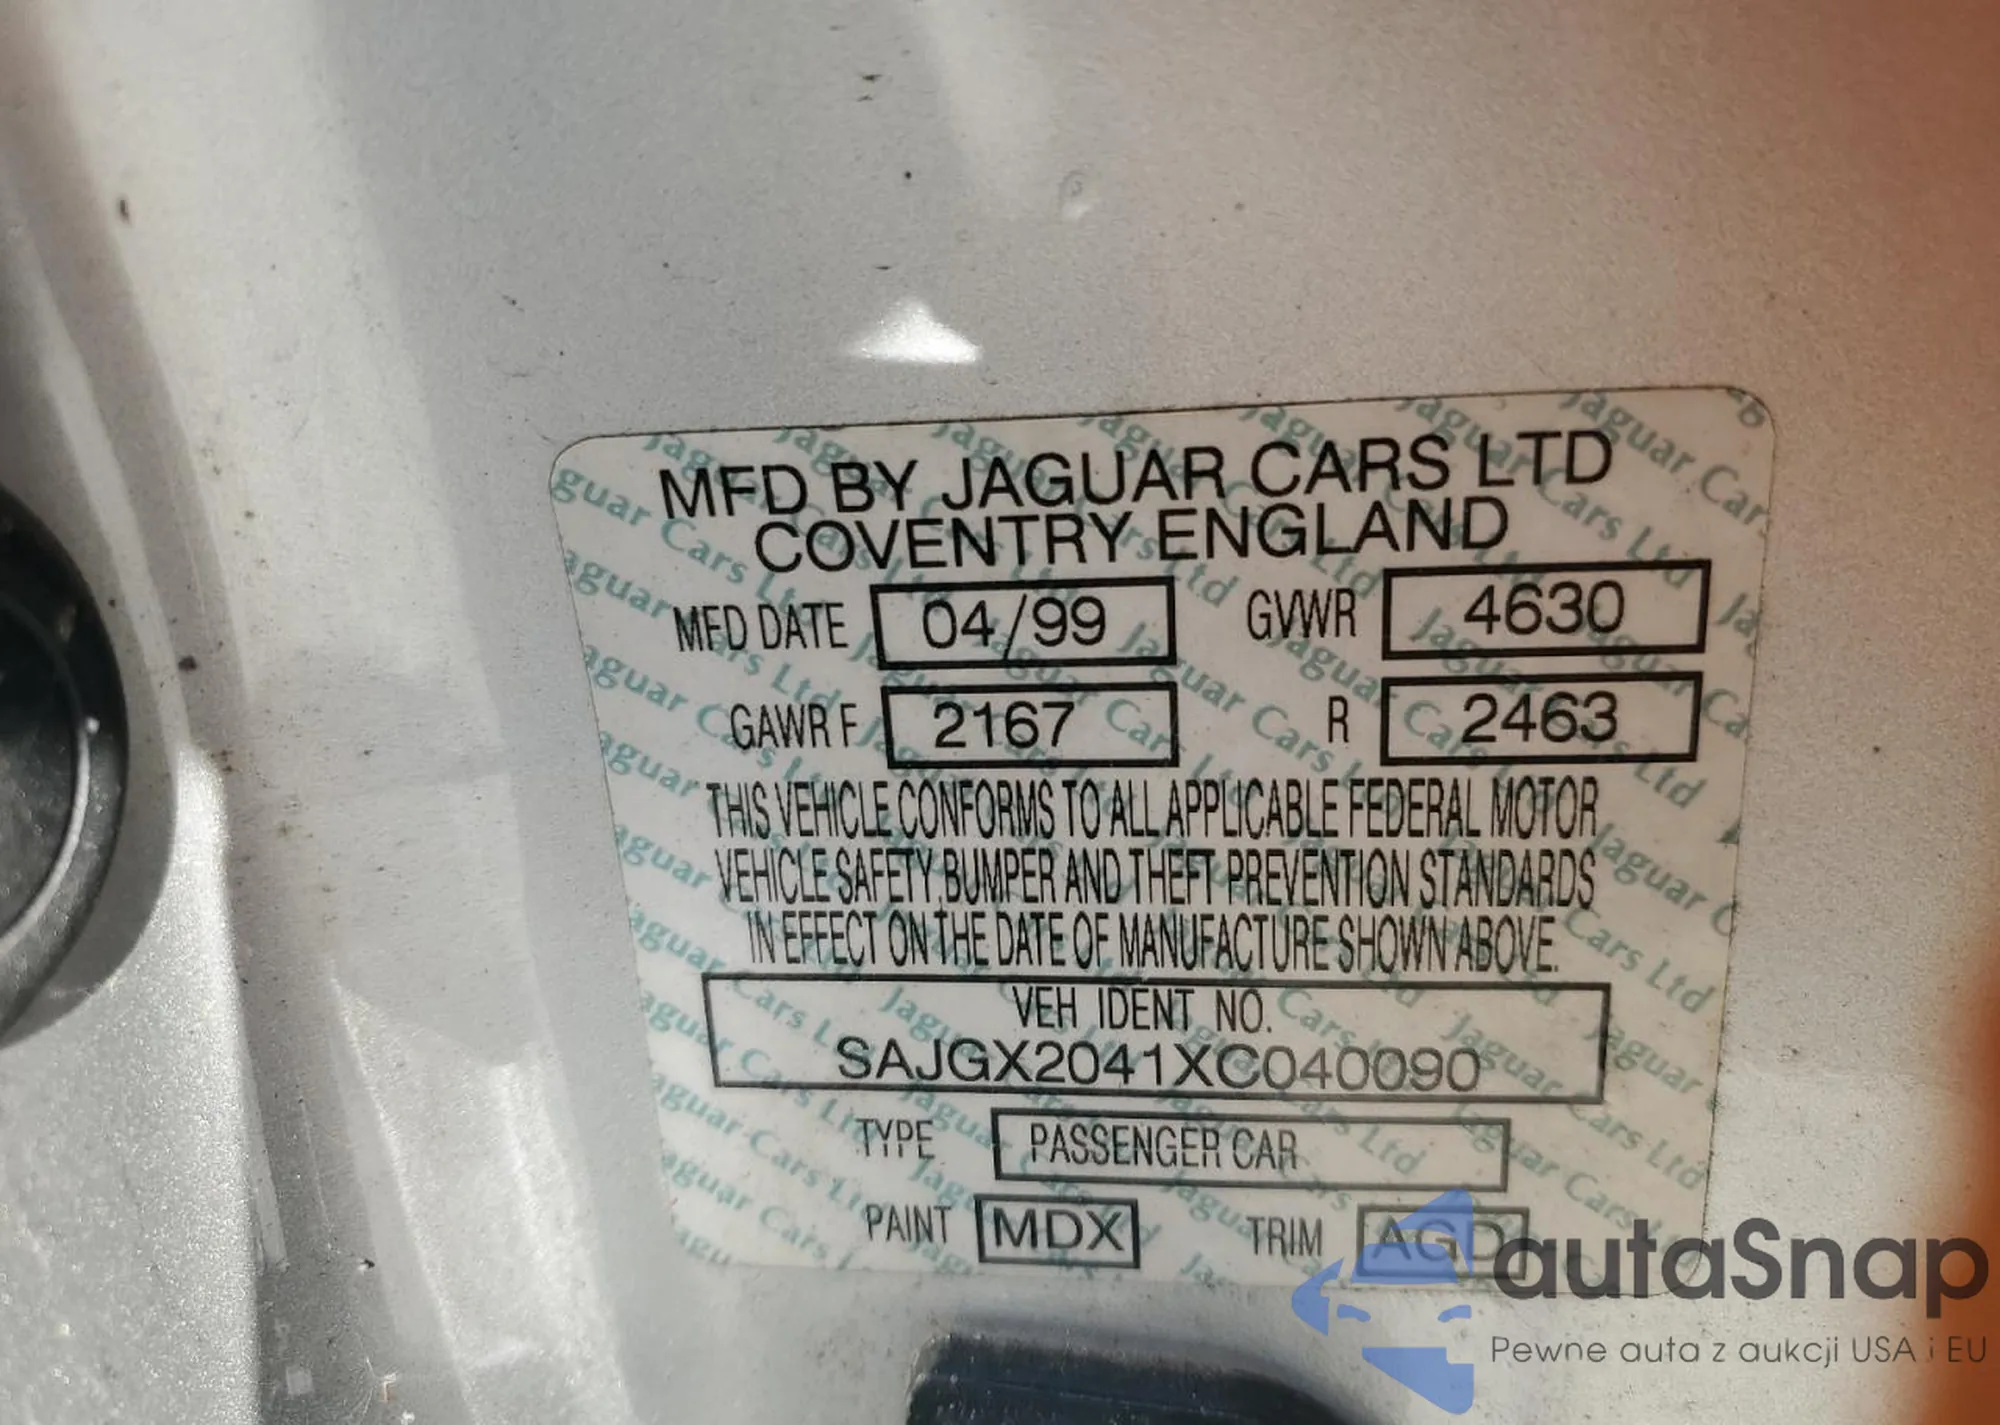 MFD BY JAGUAR CARS LTD
COVENTRY ENGLAND
MFD DATE 04/99 GVWR 4630
GAWR F 2167 R 2463
THIS VEHICLE CONFORMS TO ALL APPLICABLE FEDERAL MOTOR
VEHICLE SAFETY, BUMPER AND THEFT PREVENTION STANDARDS
IN EFFECT ON THE DATE OF MANUFACTURE SHOWN ABOVE.
VEH IDENT NO.
SAJGX2041XC040090
TYPE PASSENGER CAR
PAINT MDX TRIM AGD
autaSnap
Pewne auta z aukcji USA i EU